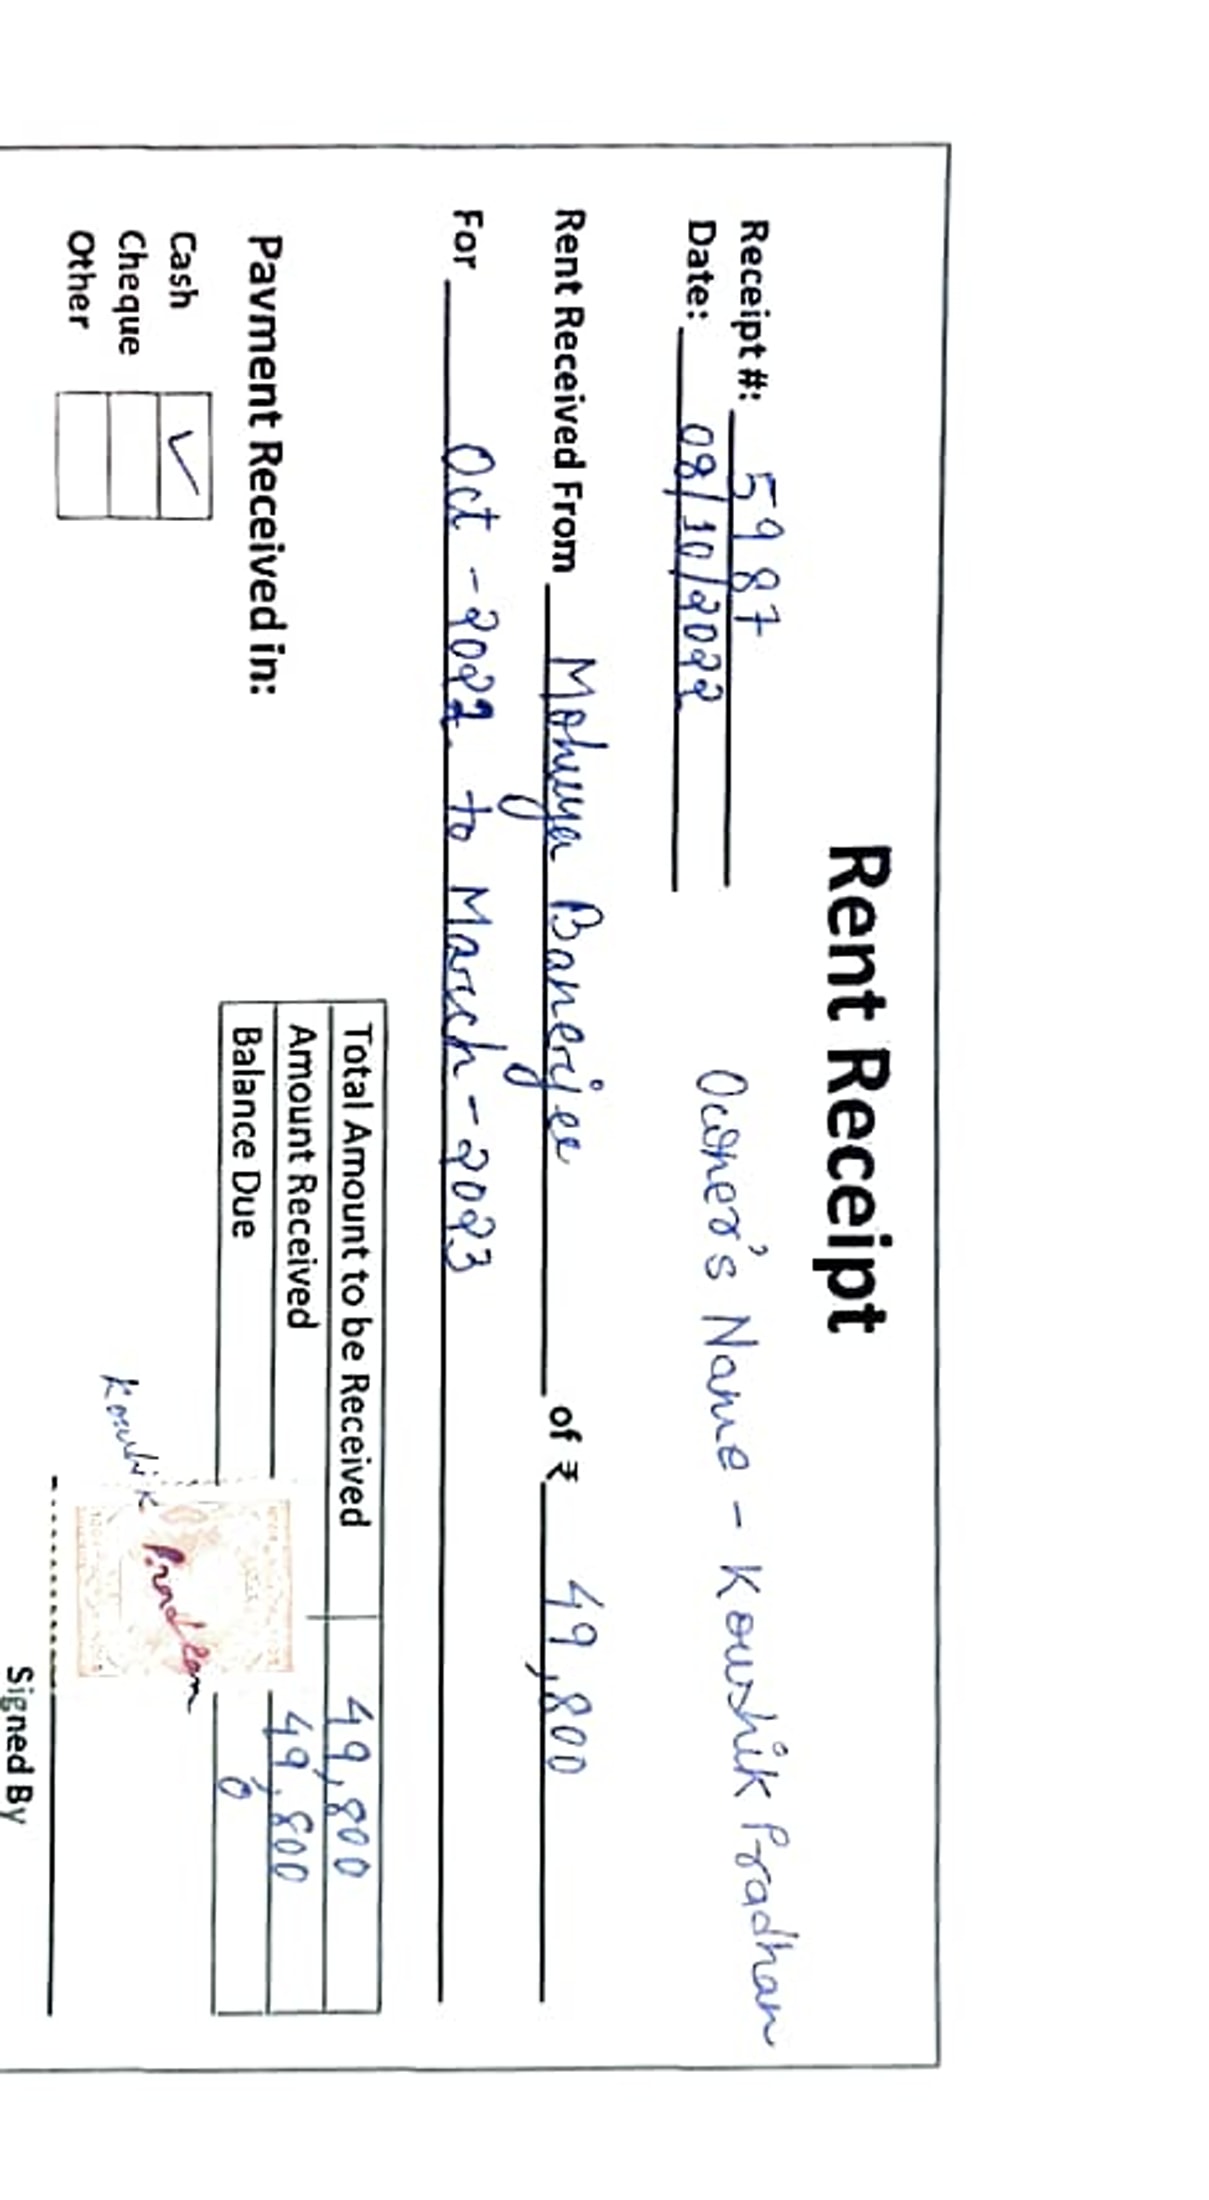 Rent Receipt
Receipt #: 5987
Date: 08/10/2022
Owner's Name - Koushik Pradhan
Rent Received From Mohuya Banerjee of ₹ 49,800
For Oct - 2022 to March - 2023
Payment Received in:
Cash ✓
Cheque
Other
Total Amount to be Received 49,800
Amount Received 49,800
Balance Due 0
Koushik Pradhan
Signed By